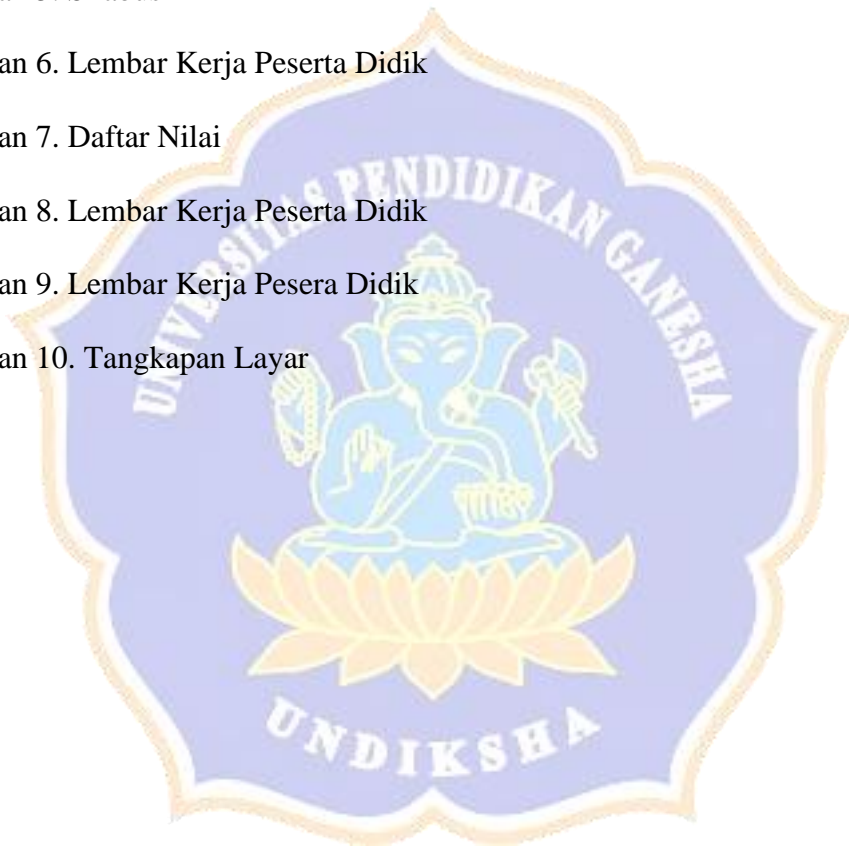 an 6. Lembar Kerja Peserta Didik
an 7. Daftar Nilai
an 8. Lembar Kerja Peserta Didik
an 9. Lembar Kerja Pesera Didik
an 10. Tangkapan Layar
UNIVERSITAS PENDIDIKAN GANESHA
UNDIKSHA